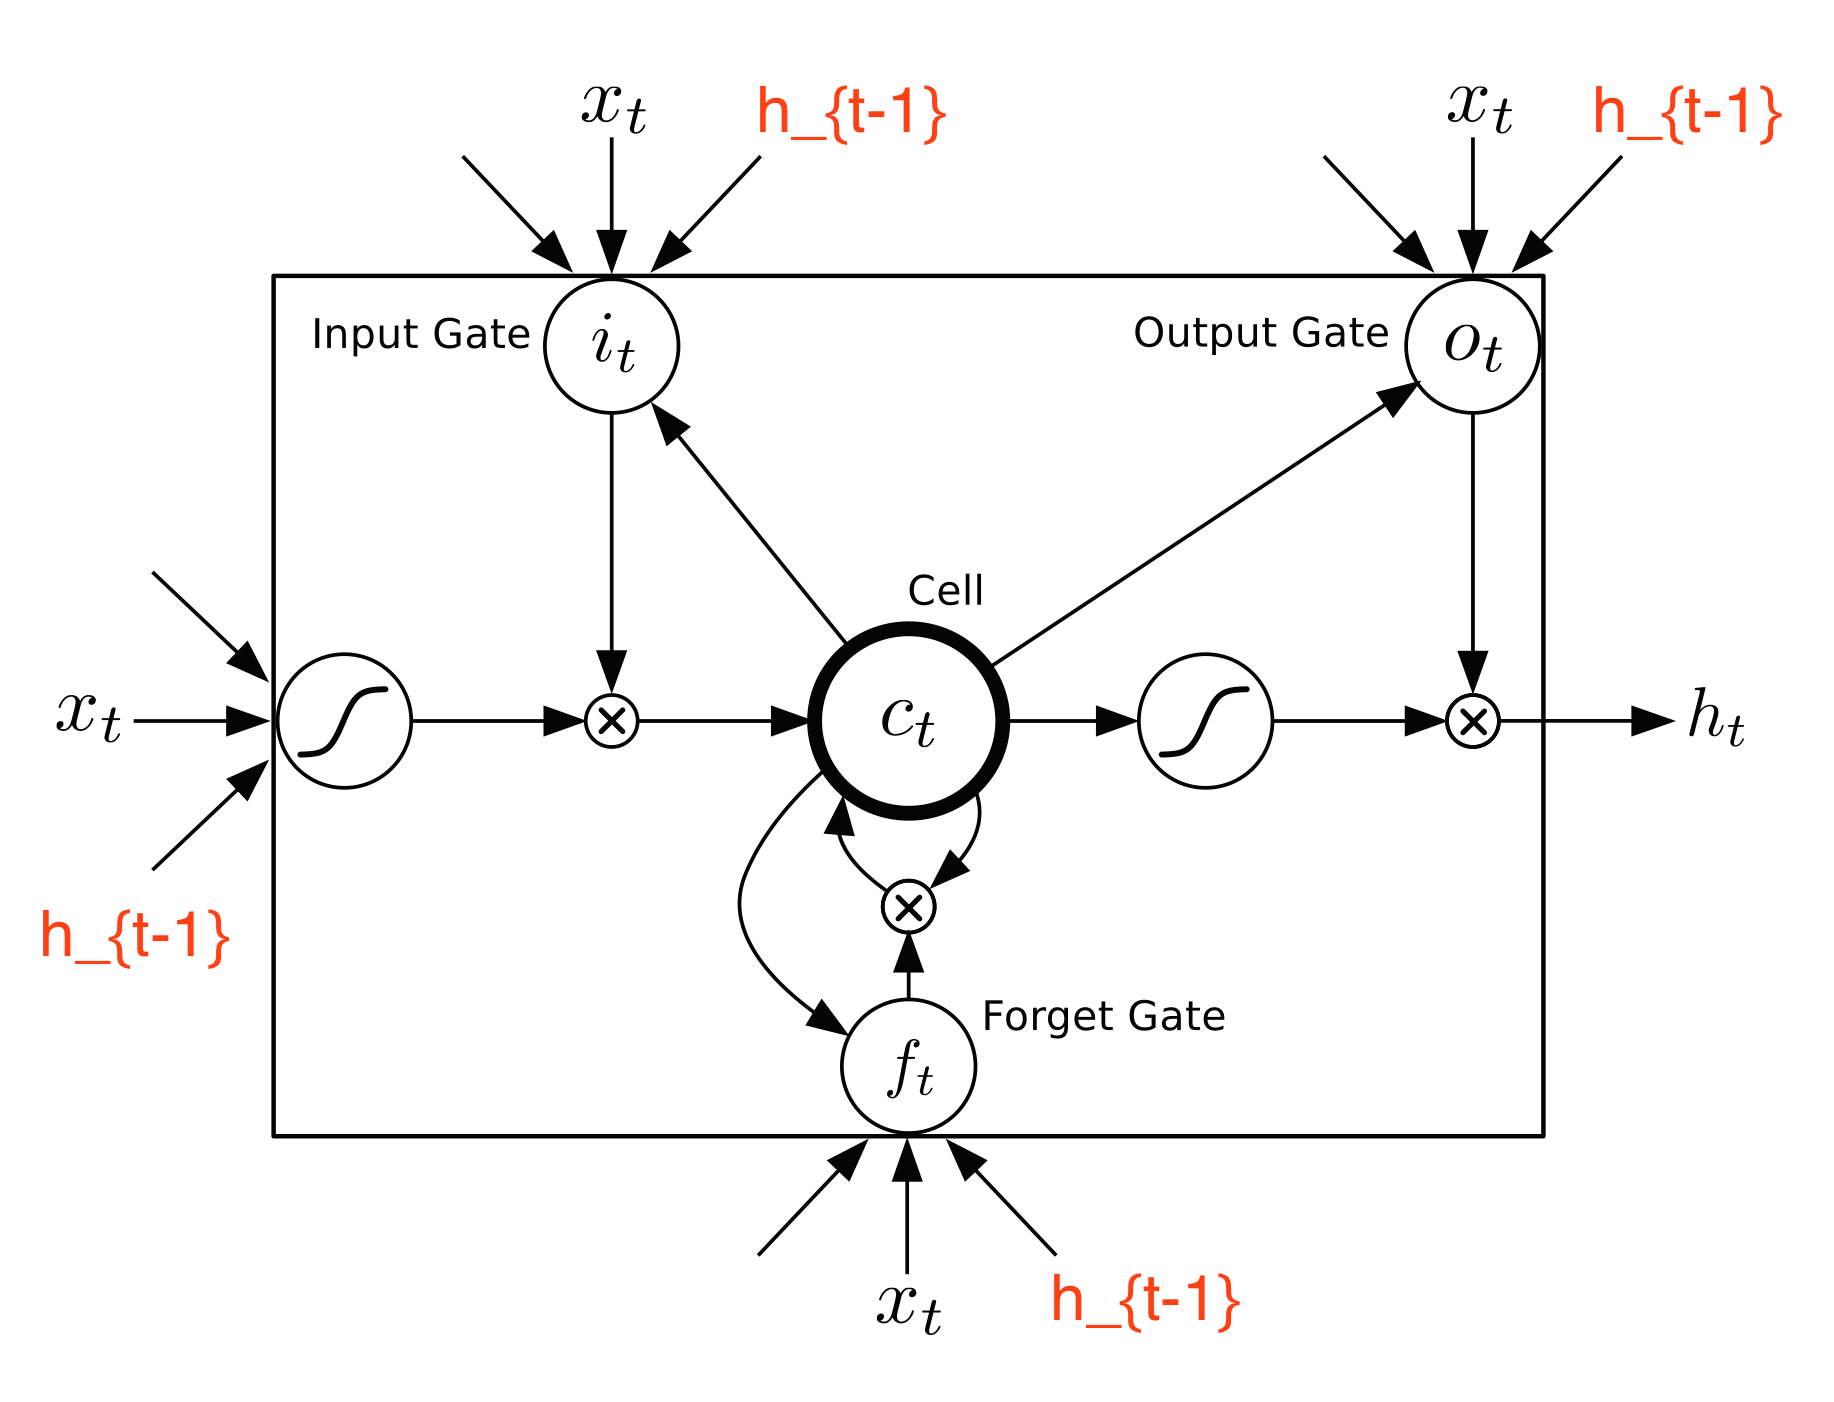 x_t h_{t-1} x_t h_{t-1}
Input Gate i_t Output Gate o_t
Cell
x_t c_t h_t
h_{t-1}
Forget Gate
f_t
x_t h_{t-1}